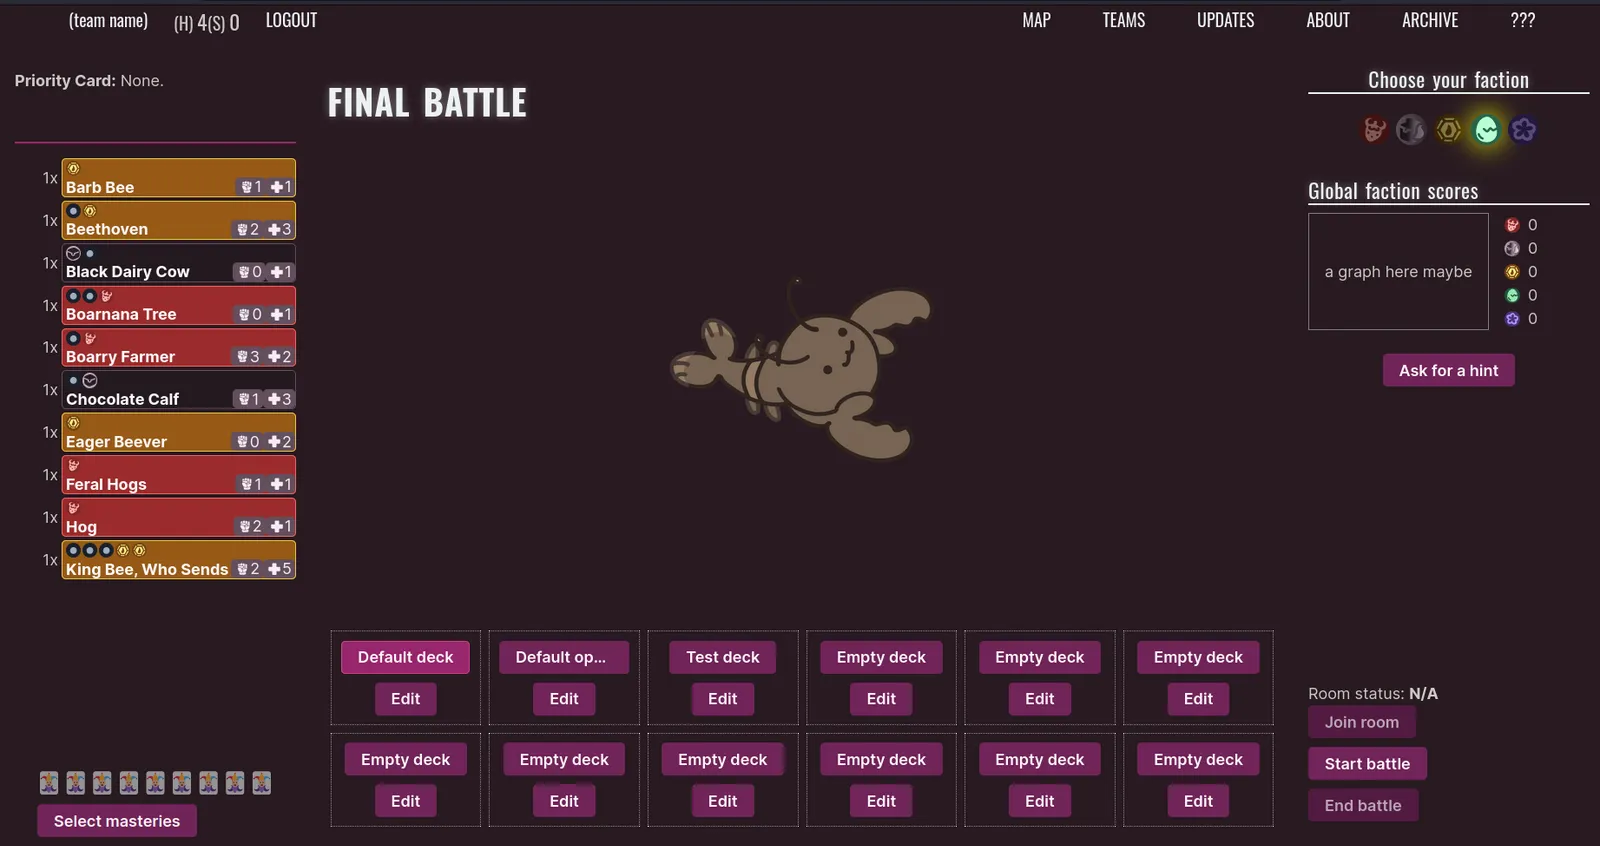 (team name) (H) 4(S) 0 LOGOUT MAP TEAMS UPDATES ABOUT ARCHIVE ???
Priority Card: None.
FINAL BATTLE
1x Barb Bee 1 1
1x Beethoven 2 3
1x Black Dairy Cow 0 1
1x Boarnana Tree 0 1
1x Boarry Farmer 3 2
1x Chocolate Calf 1 3
1x Eager Beever 0 2
1x Feral Hogs 1 1
1x Hog 2 1
1x King Bee, Who Sends 2 5
Select masteries
Default deck Default op... Test deck Empty deck Empty deck Empty deck
Edit Edit Edit Edit Edit Edit
Empty deck Empty deck Empty deck Empty deck Empty deck Empty deck
Edit Edit Edit Edit Edit Edit
Choose your faction
Global faction scores
a graph here maybe
0
0
0
0
0
Ask for a hint
Room status: N/A
Join room
Start battle
End battle